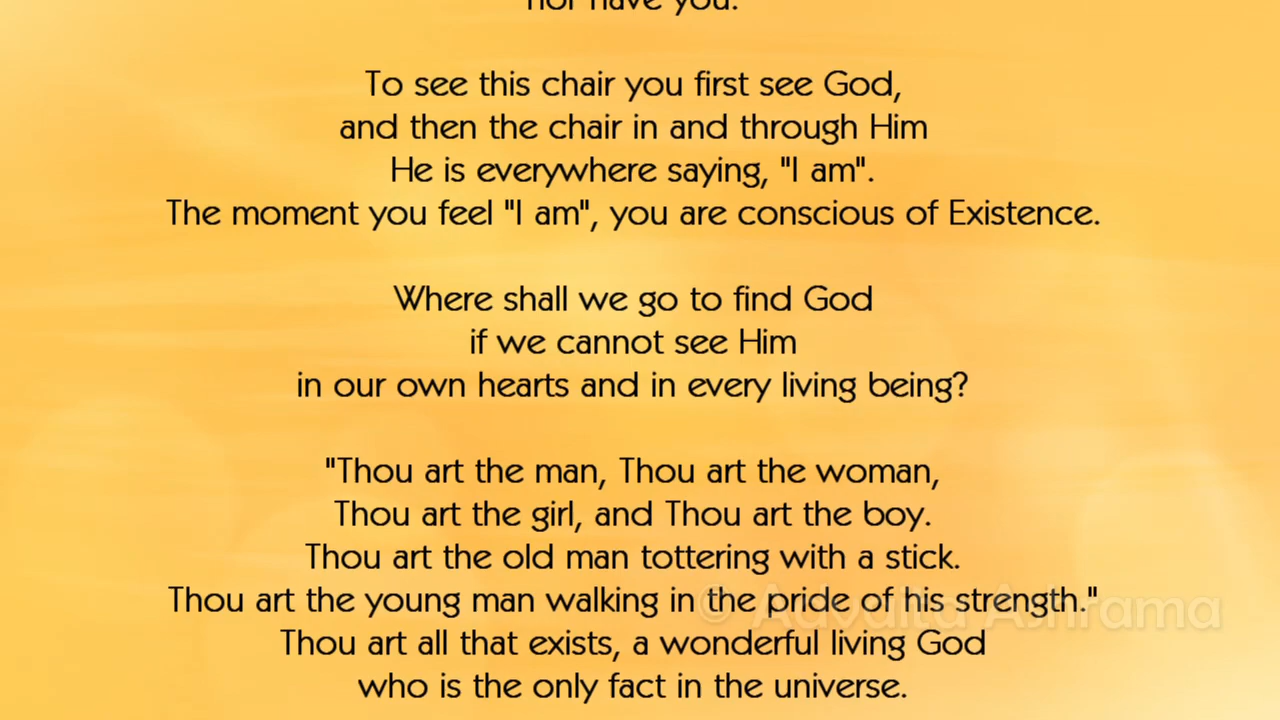 nor have you.
To see this chair you first see God,
and then the chair in and through Him
He is everywhere saying, "I am".
The moment you feel "I am", you are conscious of Existence.
Where shall we go to find God
if we cannot see Him
in our own hearts and in every living being?
"Thou art the man, Thou art the woman,
Thou art the girl, and Thou art the boy.
Thou art the old man tottering with a stick.
Thou art the young man walking in the pride of his strength."
© Advaita Ashrama
Thou art all that exists, a wonderful living God
who is the only fact in the universe.